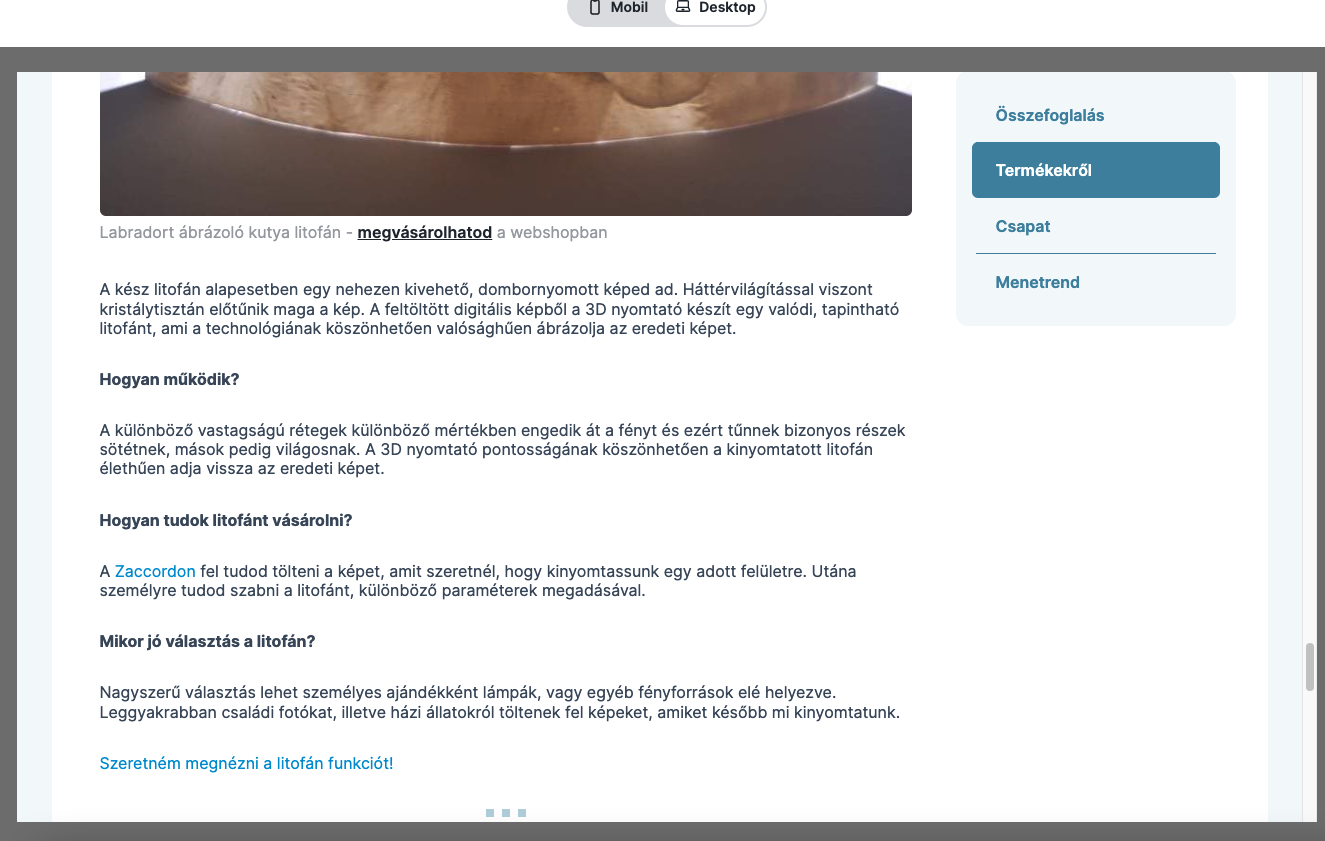 Mobil
Desktop
Labradort ábrázoló kutya litofán - megvásárolhatod a webshopban
A kész litofán alapesetben egy nehezen kivehető, dombornyomott képed ad. Háttérvilágítással viszont
kristálytisztán előtűnik maga a kép. A feltöltött digitális képből a 3D nyomtató készít egy valódi, tapintható
litofánt, ami a technológiának köszönhetően valósághűen ábrázolja az eredeti képet.
Hogyan működik?
A különböző vastagságú rétegek különböző mértékben engedik át a fényt és ezért tűnnek bizonyos részek
sötétnek, mások pedig világosnak. A 3D nyomtató pontosságának köszönhetően a kinyomtatott litofán
élethűen adja vissza az eredeti képet.
Hogyan tudok litofánt vásárolni?
A Zaccordon fel tudod tölteni a képet, amit szeretnél, hogy kinyomtassunk egy adott felületre. Utána
személyre tudod szabni a litofánt, különböző paraméterek megadásával.
Mikor jó választás a litofán?
Nagyszerű választás lehet személyes ajándékként lámpák, vagy egyéb fényforrások elé helyezve.
Leggyakrabban családi fotókat, illetve házi állatokról töltenek fel képeket, amiket később mi kinyomtatunk.
Szeretném megnézni a litofán funkciót!
Összefoglalás
Termékekről
Csapat
Menetrend